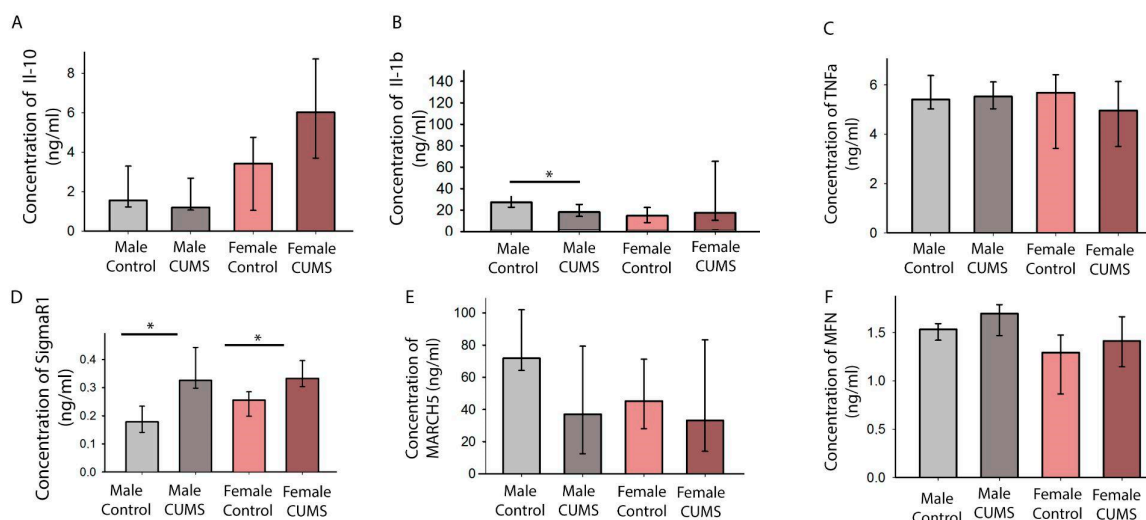 A
Concentration of Il-10
(ng/ml)
8
6
4
2
0
Male
Control
Male
CUMS
Female
Control
Female
CUMS
B
Concentration of Il-1b
(ng/ml)
140
120
100
80
60
40
20
0
*
Male
Control
Male
CUMS
Female
Control
Female
CUMS
C
Concentration of TNFa
(ng/ml)
6
4
2
0
Male
Control
Male
CUMS
Female
Control
Female
CUMS
D
Concentration of SigmaR1
(ng/ml)
0.4
0.3
0.2
0.1
0.0
*
*
Male
Control
Male
CUMS
Female
Control
Female
CUMS
E
Concentration of
MARCH5 (ng/ml)
100
80
60
40
20
0
Male
Control
Male
CUMS
Female
Control
Female
CUMS
F
Concentration of MFN
(ng/ml)
1.5
1.0
0.5
0.0
Male
Control
Male
CUMS
Female
Control
Female
CUMS